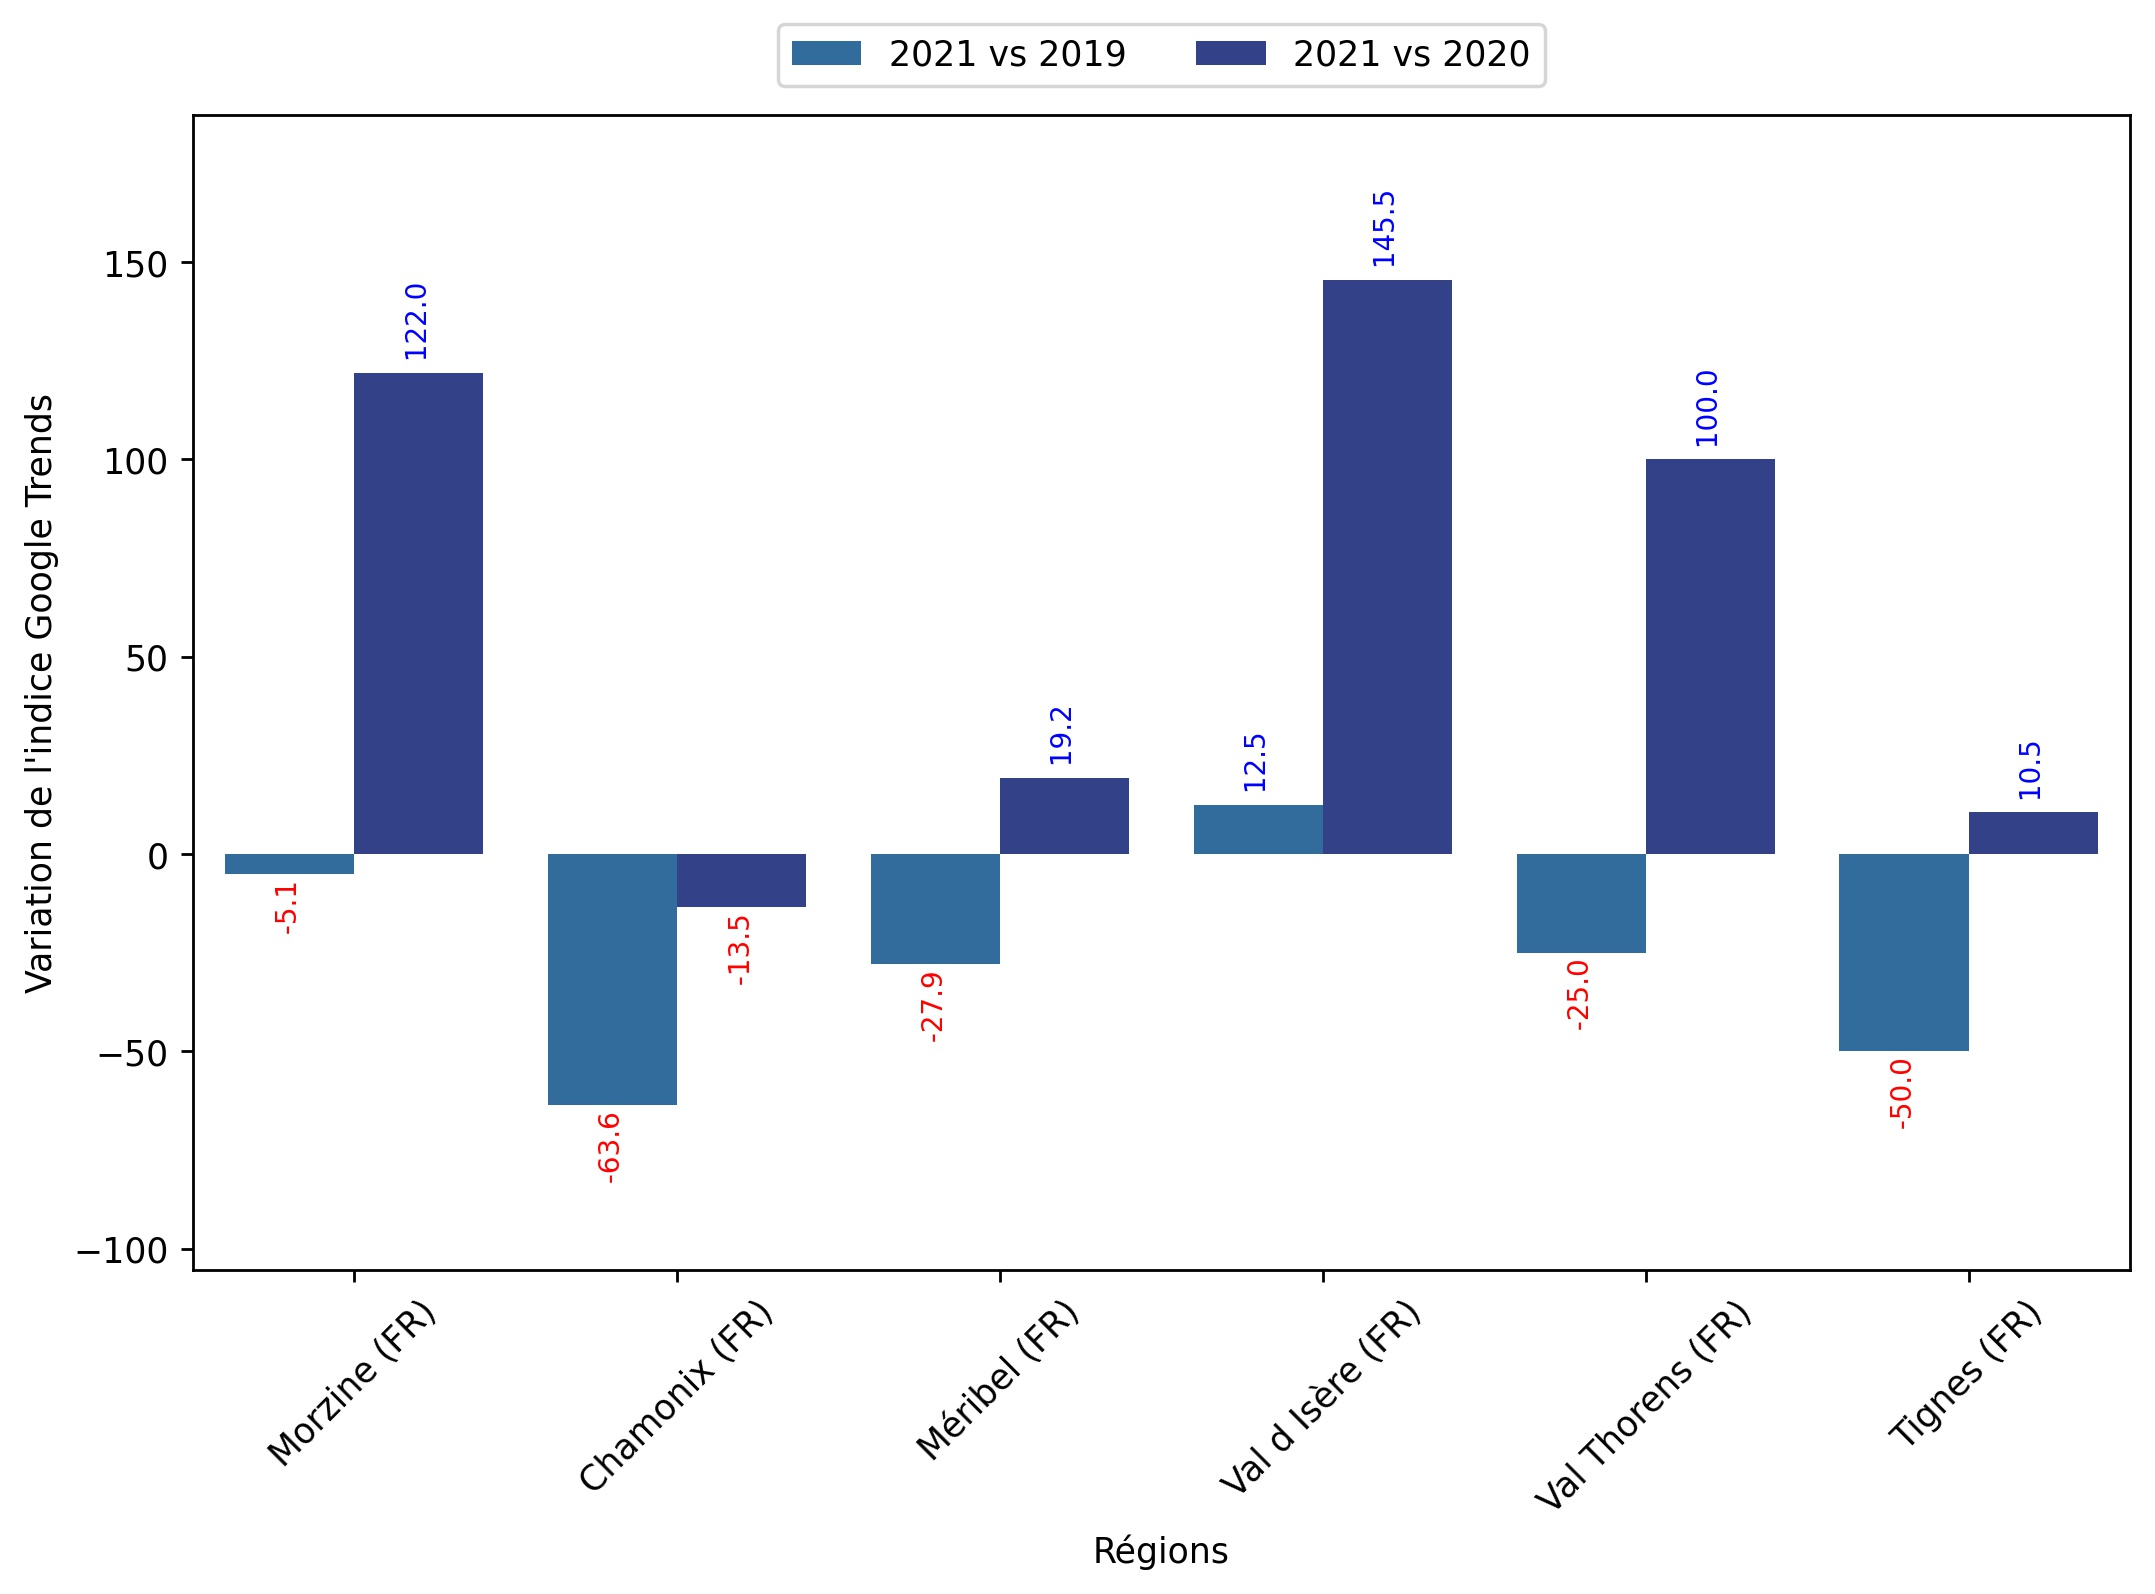 2021 vs 2019
2021 vs 2020
Variation de l'indice Google Trends
150
100
50
0
−50
−100
-5.1
122.0
-63.6
-13.5
-27.9
19.2
12.5
145.5
-25.0
100.0
-50.0
10.5
Morzine (FR)
Chamonix (FR)
Méribel (FR)
Val d Isère (FR)
Val Thorens (FR)
Tignes (FR)
Régions